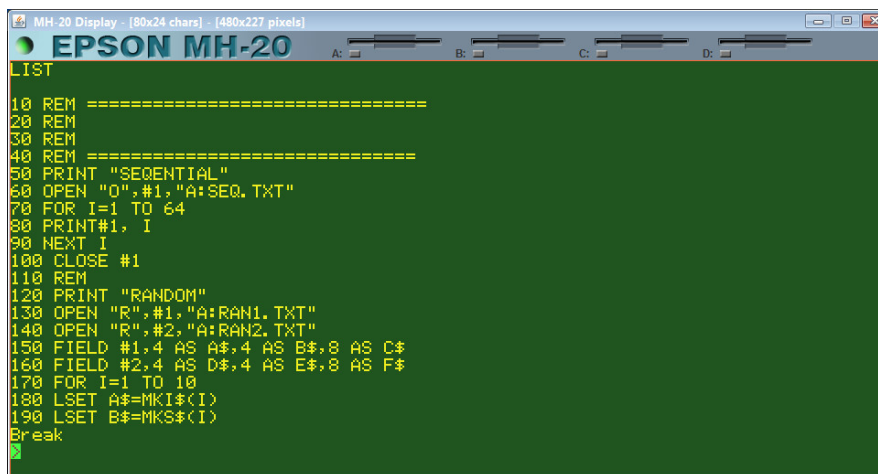 MH-20 Display - [80x24 chars] - [480x227 pixels]
EPSON MH-20 A: B: C: D:
LIST
10 REM ===============================
20 REM
30 REM
40 REM ==============================
50 PRINT "SEQENTIAL"
60 OPEN "O",#1,"A:SEQ.TXT"
70 FOR I=1 TO 64
80 PRINT#1, I
90 NEXT I
100 CLOSE #1
110 REM
120 PRINT "RANDOM"
130 OPEN "R",#1,"A:RAN1.TXT"
140 OPEN "R",#2,"A:RAN2.TXT"
150 FIELD #1,4 AS A$,4 AS B$,8 AS C$
160 FIELD #2,4 AS D$,4 AS E$,8 AS F$
170 FOR I=1 TO 10
180 LSET A$=MKI$(I)
190 LSET B$=MKS$(I)
Break
>